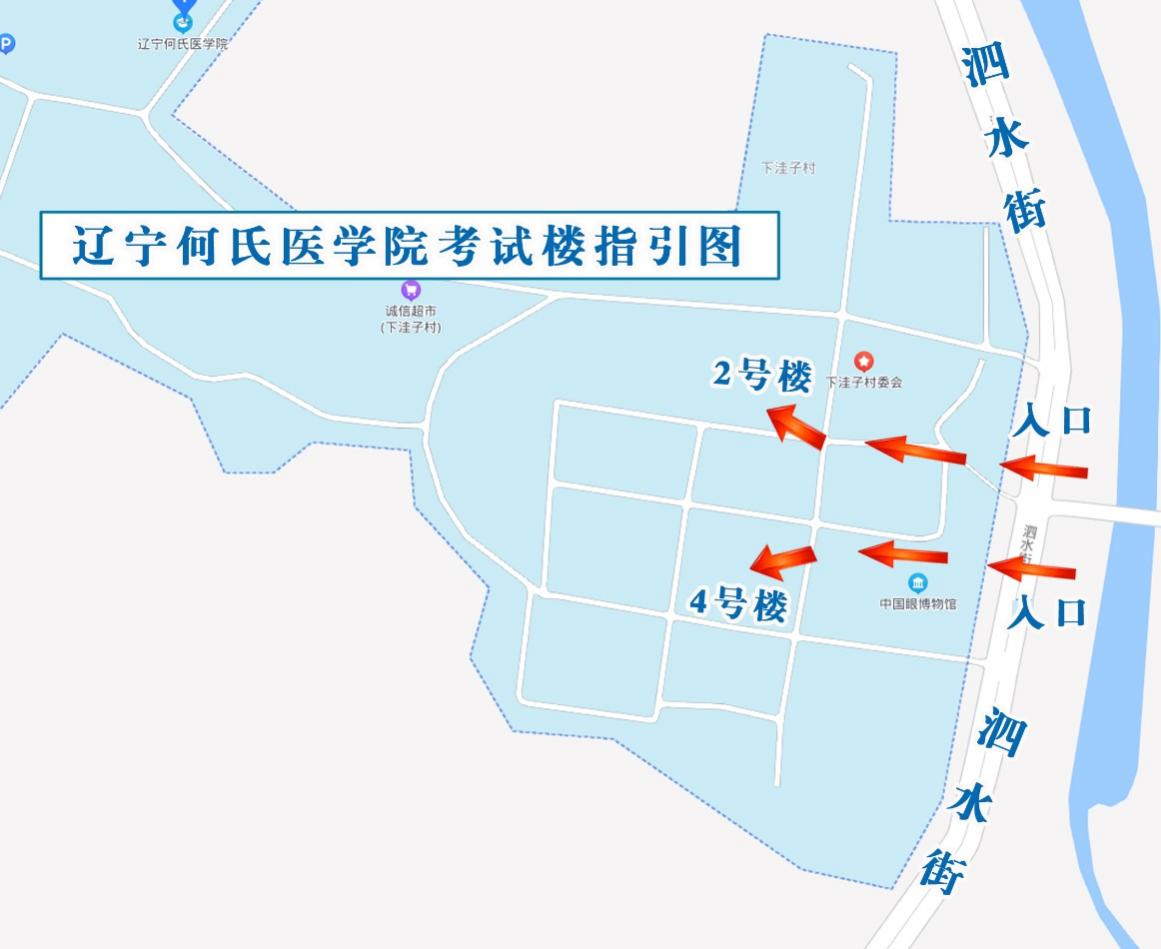 P
辽宁何氏医学院
泗水街
下洼子村
辽宁何氏医学院考试楼指引图
诚信超市
(下洼子村)
2号楼
下洼子村委会
入口
泗水街
4号楼
中国眼博物馆
入口
泗水街